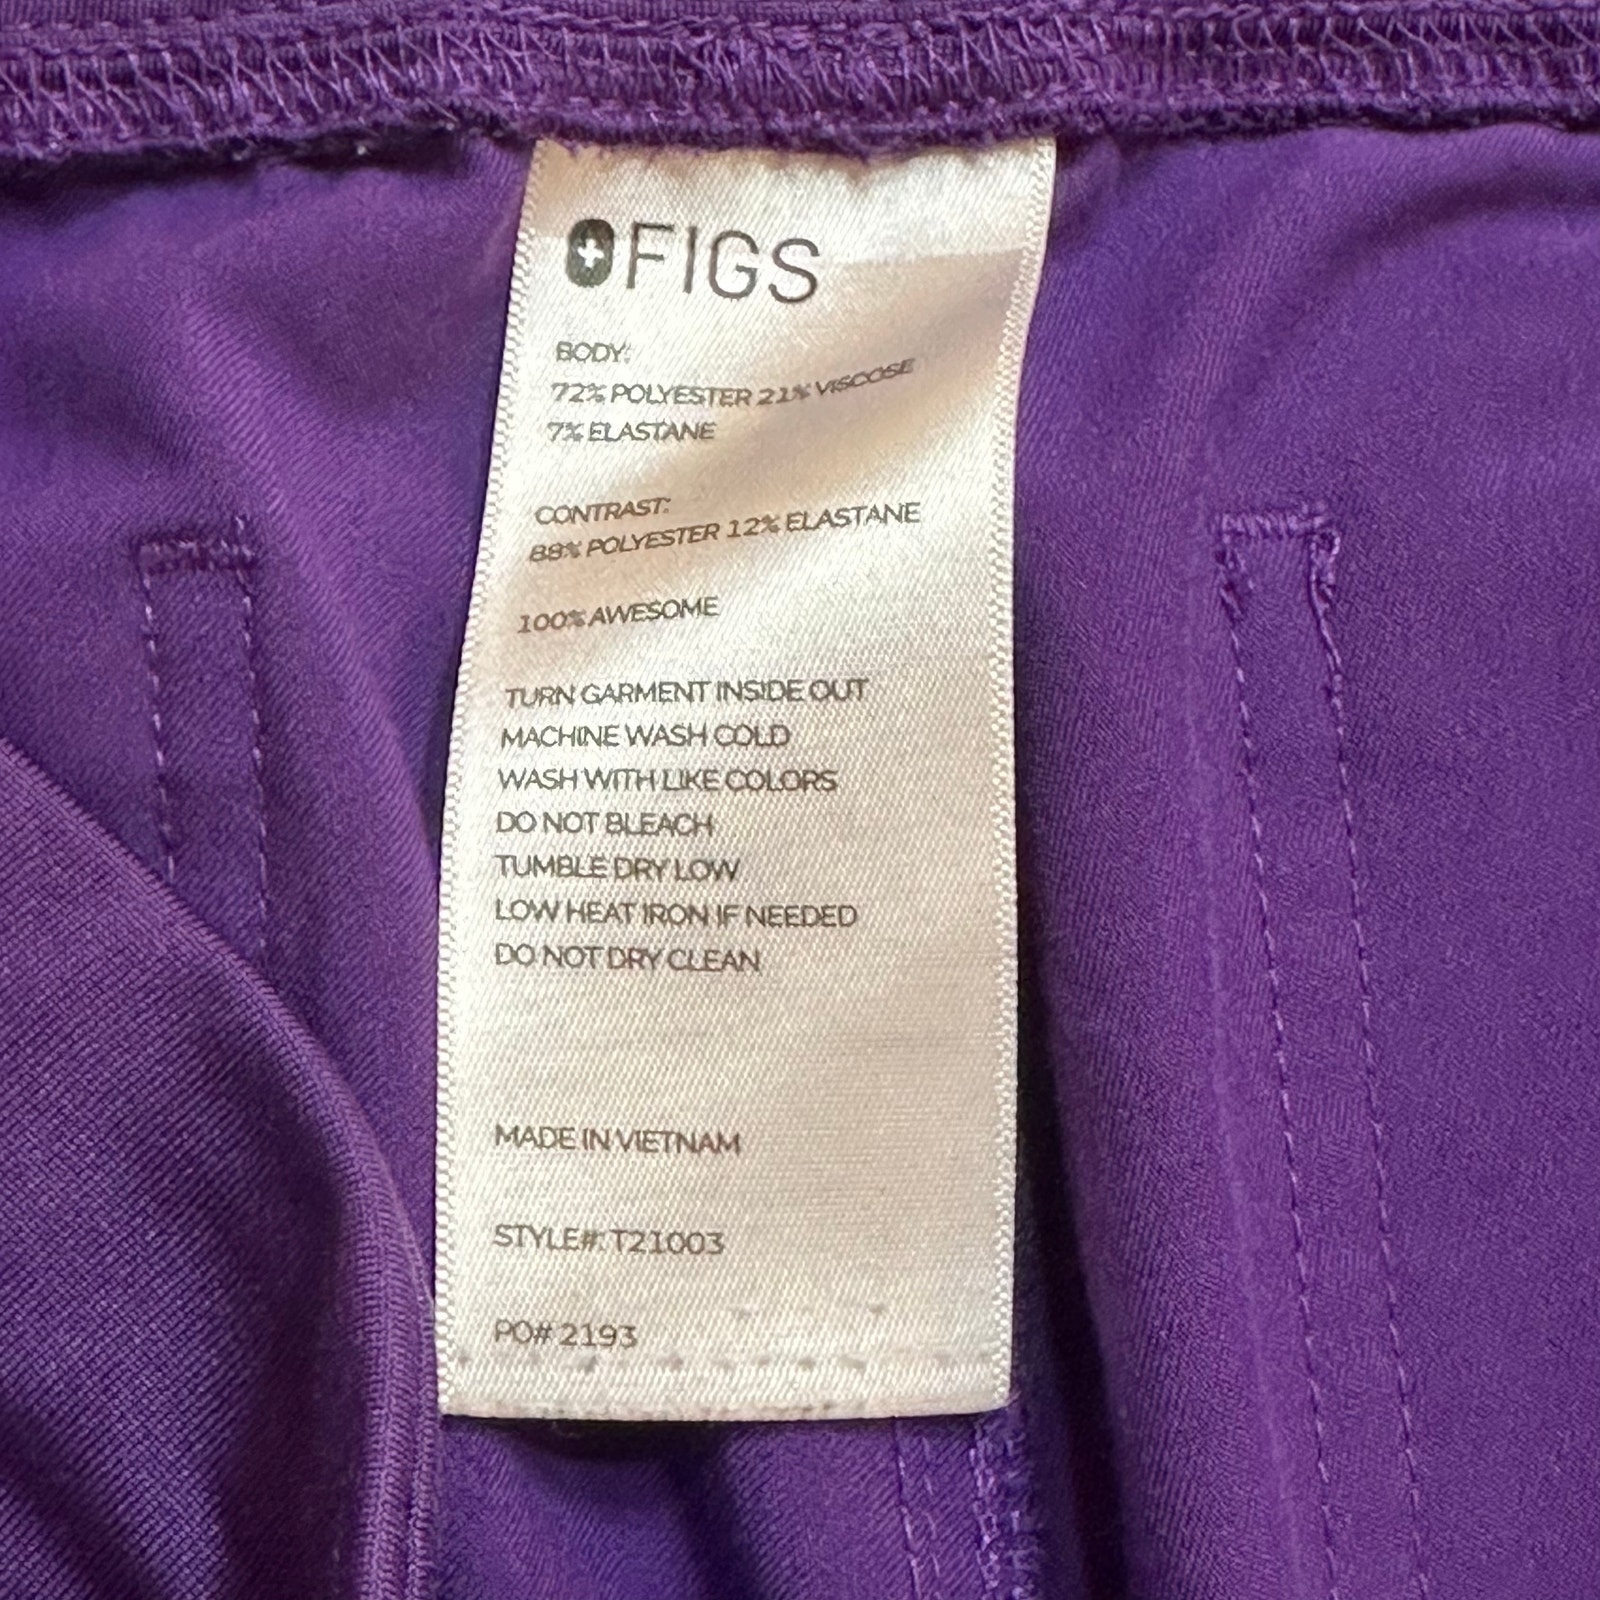 FIGS
BODY:
72% POLYESTER 21% VISCOSE
7% ELASTANE
CONTRAST:
88% POLYESTER 12% ELASTANE
100% AWESOME
TURN GARMENT INSIDE OUT
MACHINE WASH COLD
WASH WITH LIKE COLORS
DO NOT BLEACH
TUMBLE DRY LOW
LOW HEAT IRON IF NEEDED
DO NOT DRY CLEAN
MADE IN VIETNAM
STYLE#: T21003
PO# 2193